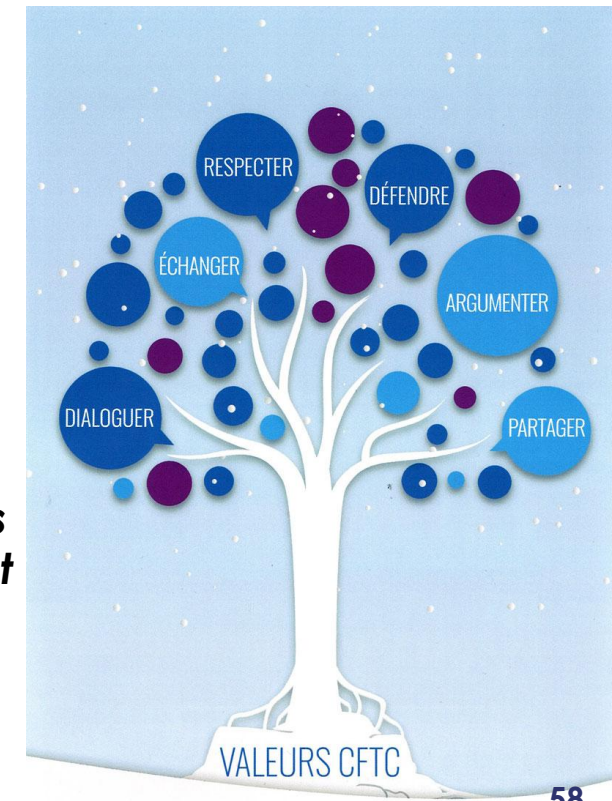 RESPECTER
DÉFENDRE
ÉCHANGER
ARGUMENTER
DIALOGUER
PARTAGER
s
t
VALEURS CFTC
58